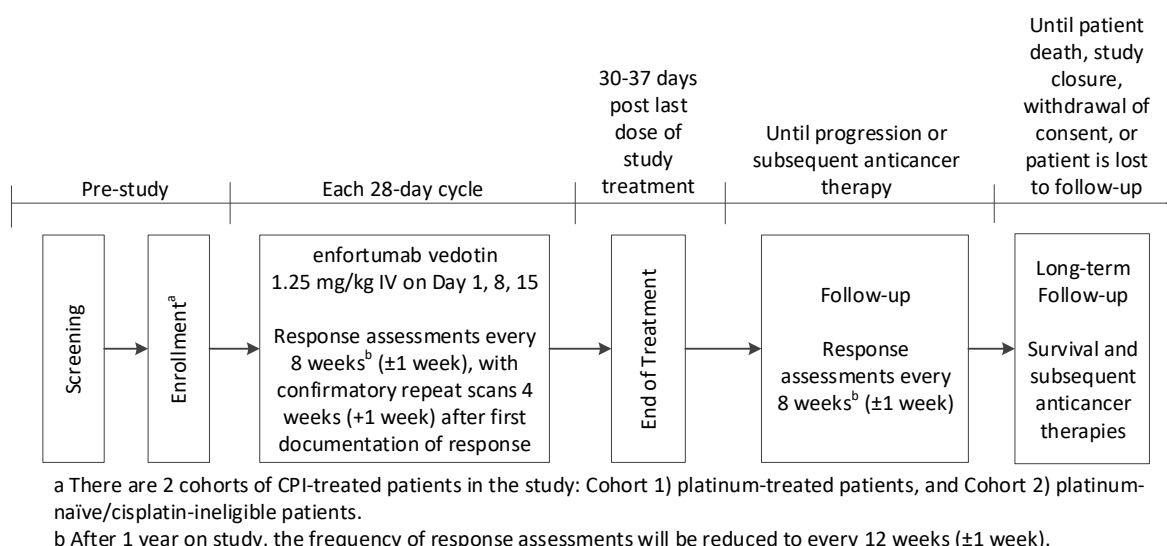 Pre-study
Each 28-day cycle
30-37 days
post last
dose of
study
treatment
Until progression or
subsequent anticancer
therapy
Until patient
death, study
closure,
withdrawal of
consent, or
patient is lost
to follow-up
Screening
Enrollmentᵃ
enfortumab vedotin
1.25 mg/kg IV on Day 1, 8, 15
Response assessments every
8 weeksᵇ (±1 week), with
confirmatory repeat scans 4
weeks (+1 week) after first
documentation of response
End of Treatment
Follow-up
Response
assessments every
8 weeksᵇ (±1 week)
Long-term
Follow-up
Survival and
subsequent
anticancer
therapies
a There are 2 cohorts of CPI-treated patients in the study: Cohort 1) platinum-treated patients, and Cohort 2) platinum-
naïve/cisplatin-ineligible patients.
b After 1 year on study, the frequency of response assessments will be reduced to every 12 weeks (±1 week).